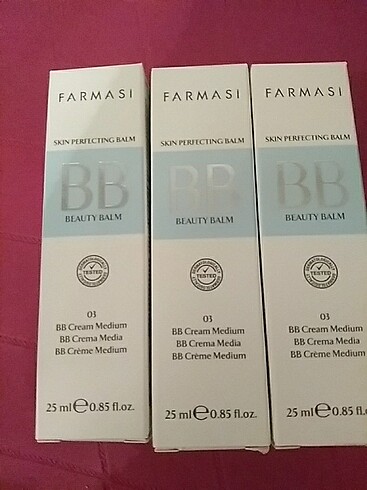 FARMASI
SKIN PERFECTING BALM
BB
BEAUTY BALM
TESTED
03
BB Cream Medium
BB Crema Media
BB Crème Medium
25 ml e 0.85 fl.oz.
FARMASI
SKIN PERFECTING BALM
BB
BEAUTY BALM
TESTED
03
BB Cream Medium
BB Crema Media
BB Crème Medium
25 ml e 0.85 fl.oz.
FARMASI
SKIN PERFECTING BALM
BB
BEAUTY BALM
TESTED
03
BB Cream Medium
BB Crema Media
BB Crème Medium
25 ml e 0.85 fl.o